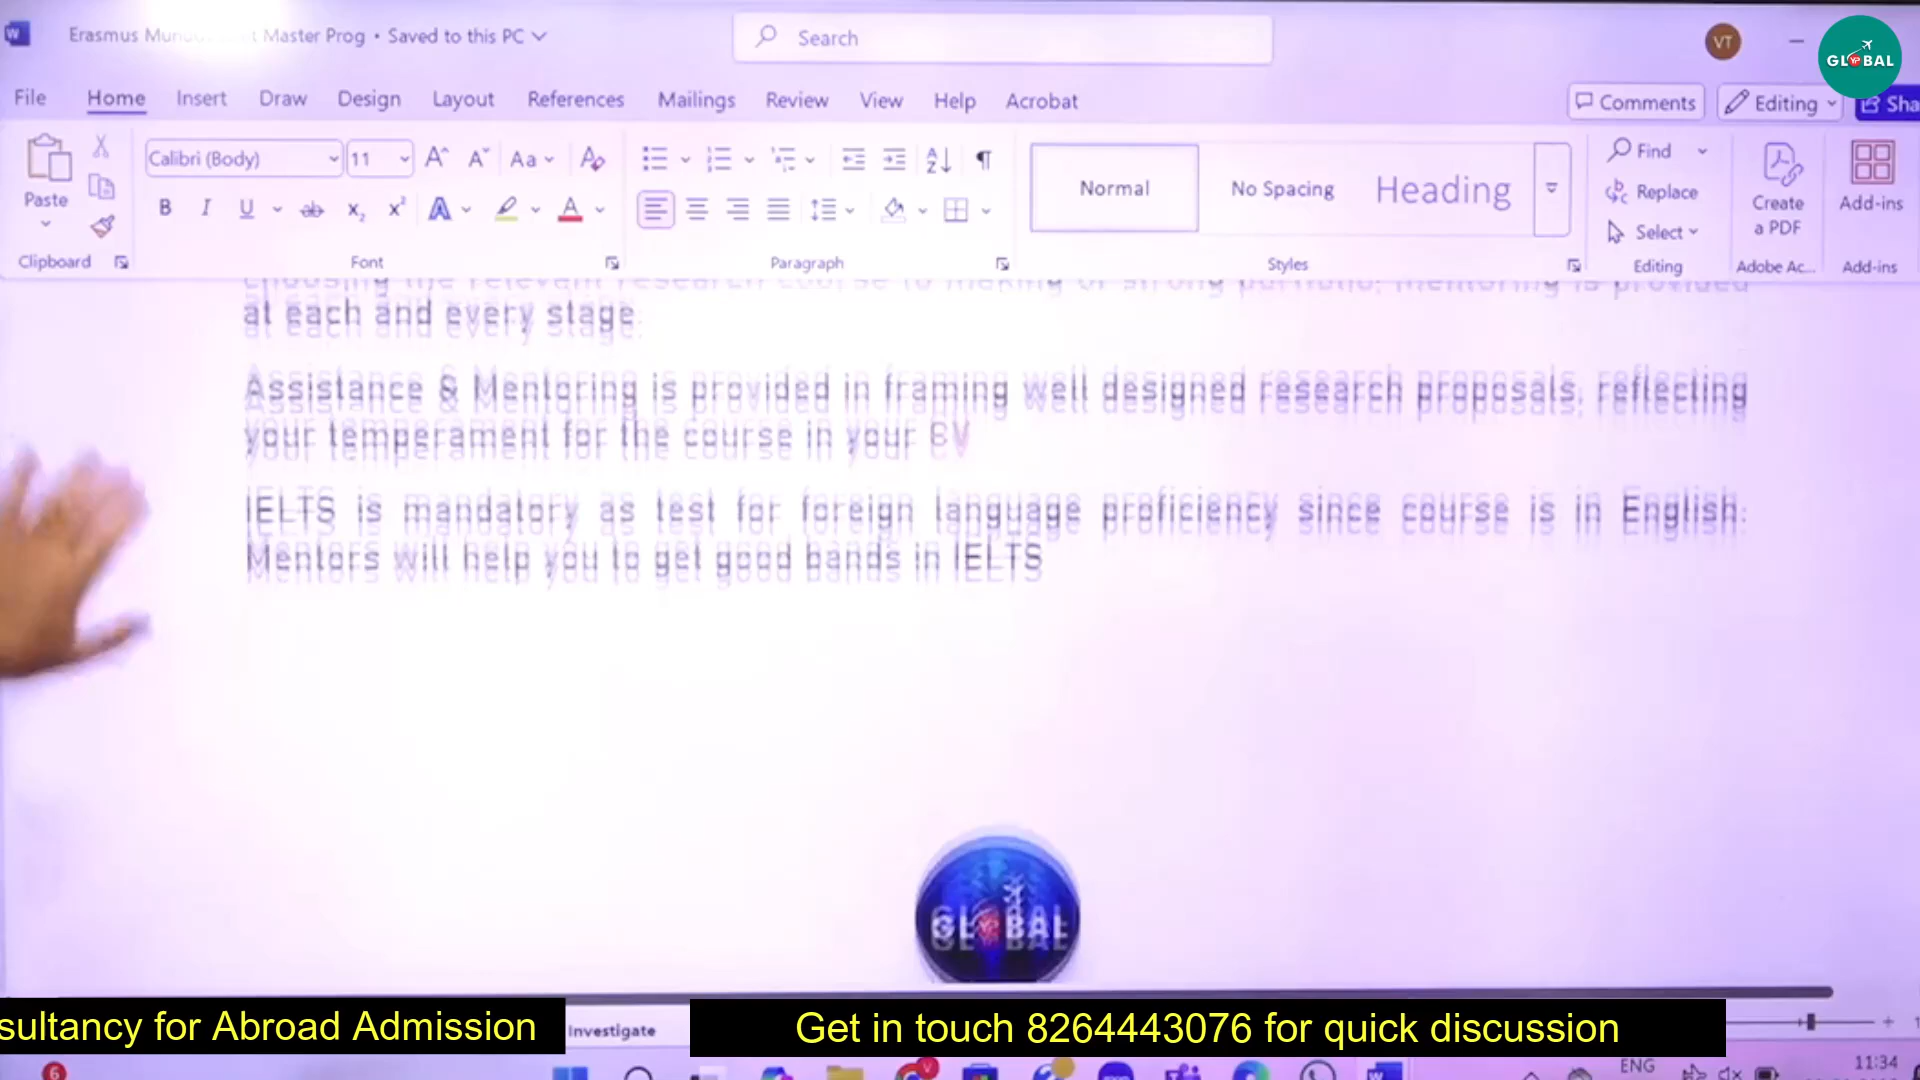 Erasmus Mun Master Prog • Saved to this PC
Search
VT
GLOBAL
File Home Insert Draw Design Layout References Mailings Review View Help Acrobat
Comments Editing Sha
Paste
Calibri (Body) 11
Normal No Spacing Heading
Find
Replace
Select
Create a PDF
Add-ins
Clipboard Font Paragraph Styles Editing Adobe Ac... Add-ins
at each and every stage.
Assistance & Mentoring is provided in framing well designed research proposals, reflecting
your temperament for the course in your
IELTS is mandatory as test for foreign language proficiency since course is in English.
Mentors will help you to get good bands in IELTS
GLOBAL
sultancy for Abroad Admission
Investigate
Get in touch 8264443076 for quick discussion
6
ENG
11:34